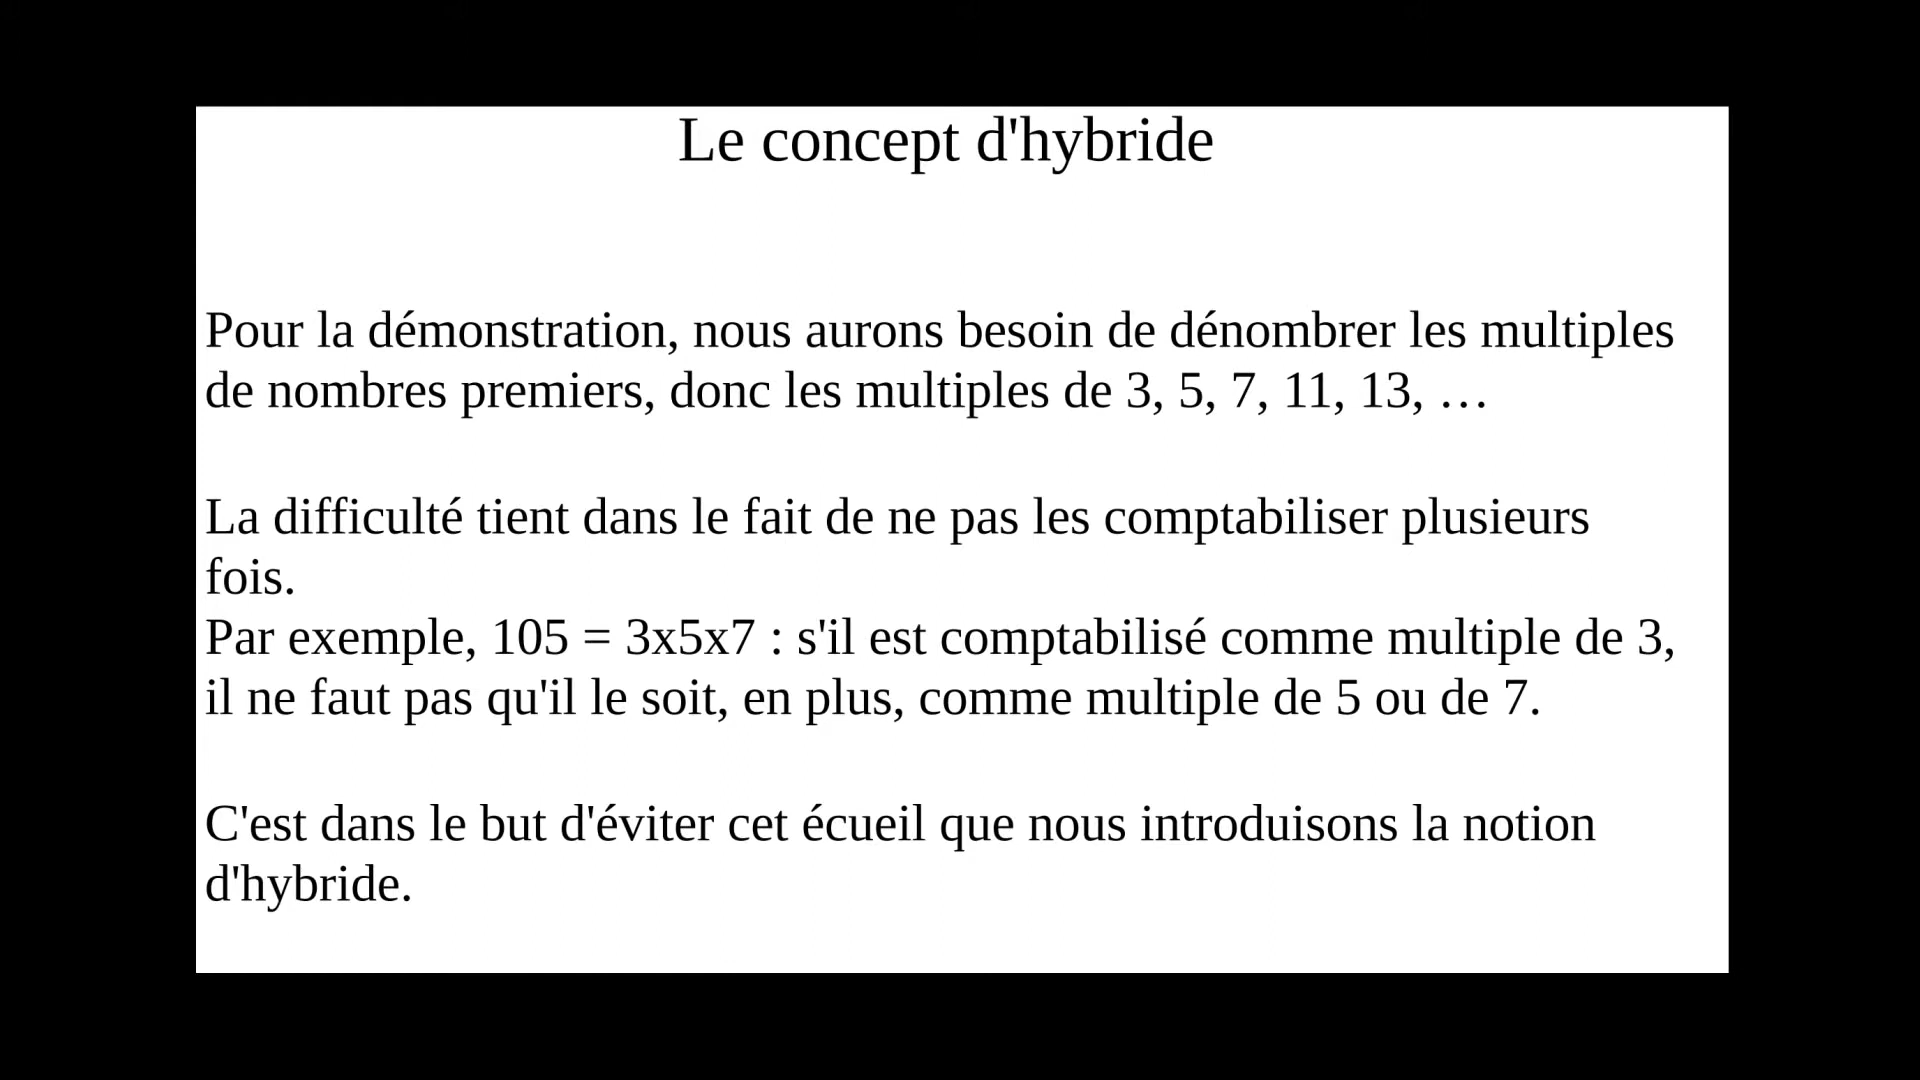 Le concept d'hybride
Pour la démonstration, nous aurons besoin de dénombrer les multiples
de nombres premiers, donc les multiples de 3, 5, 7, 11, 13, …
La difficulté tient dans le fait de ne pas les comptabiliser plusieurs
fois.
Par exemple, 105 = 3x5x7 : s'il est comptabilisé comme multiple de 3,
il ne faut pas qu'il le soit, en plus, comme multiple de 5 ou de 7.
C'est dans le but d'éviter cet écueil que nous introduisons la notion
d'hybride.